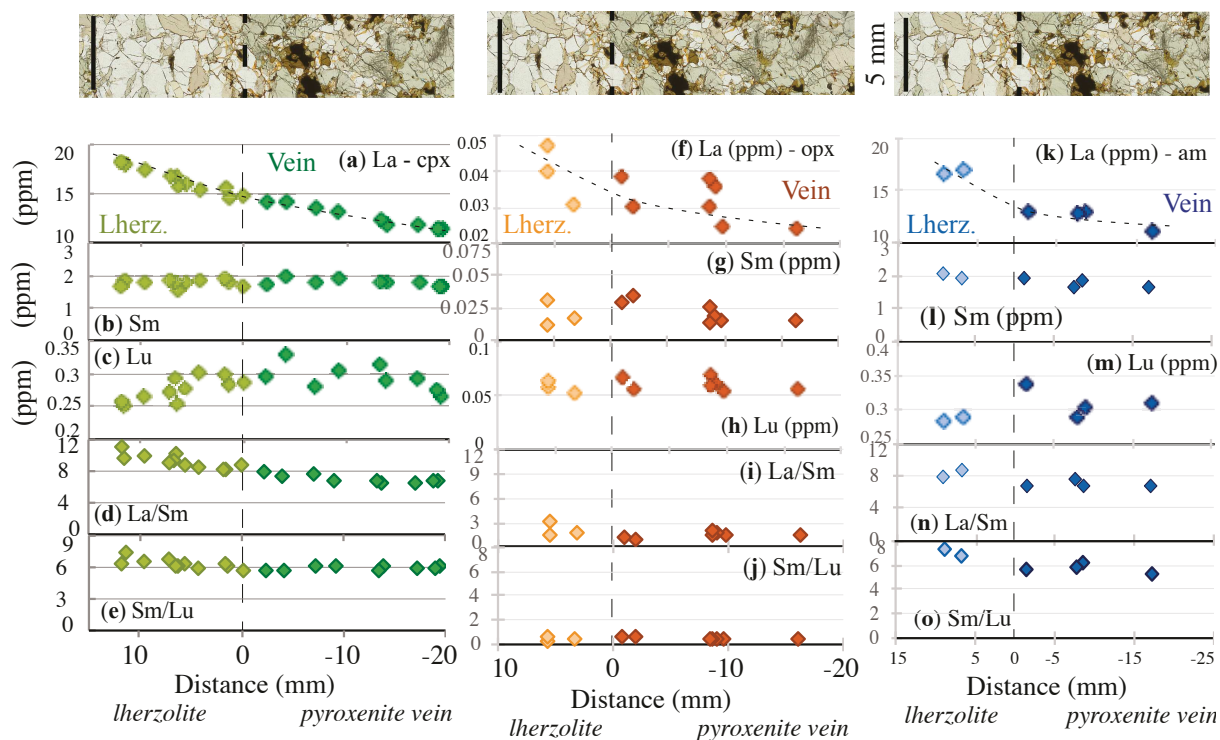 5 mm
20
15
10
(ppm)
(a) La - cpx
Vein
Lherz.
3
2
1
0
(ppm)
(b) Sm
0.35
0.3
0.25
0.2
(ppm)
(c) Lu
12
8
4
0
(d) La/Sm
9
6
3
0
(e) Sm/Lu
10 0 -10 -20
Distance (mm)
lherzolite pyroxenite vein
0.05
0.04
0.03
0.02
(f) La (ppm) - opx
Vein
Lherz.
0.075
0.05
0.025
0
(g) Sm (ppm)
0.1
0.05
0
(h) Lu (ppm)
12
9
6
3
0
(i) La/Sm
8
6
4
2
0
(j) Sm/Lu
10 0 -10 -20
Distance (mm)
lherzolite pyroxenite vein
20
15
10
(k) La (ppm) - am
Vein
Lherz.
3
2
1
0
(l) Sm (ppm)
0.4
0.35
0.3
0.25
(m) Lu (ppm)
12
8
4
0
(n) La/Sm
8
6
4
2
0
(o) Sm/Lu
15 5 0 -5 -15 -25
Distance (mm)
lherzolite pyroxenite vein